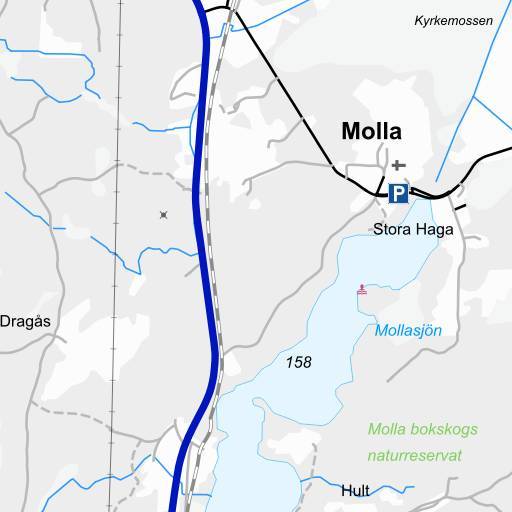 Kyrkemossen
Molla
P
Stora Haga
Dragås
Mollasjön
158
Molla bokskogs
naturreservat
Hult